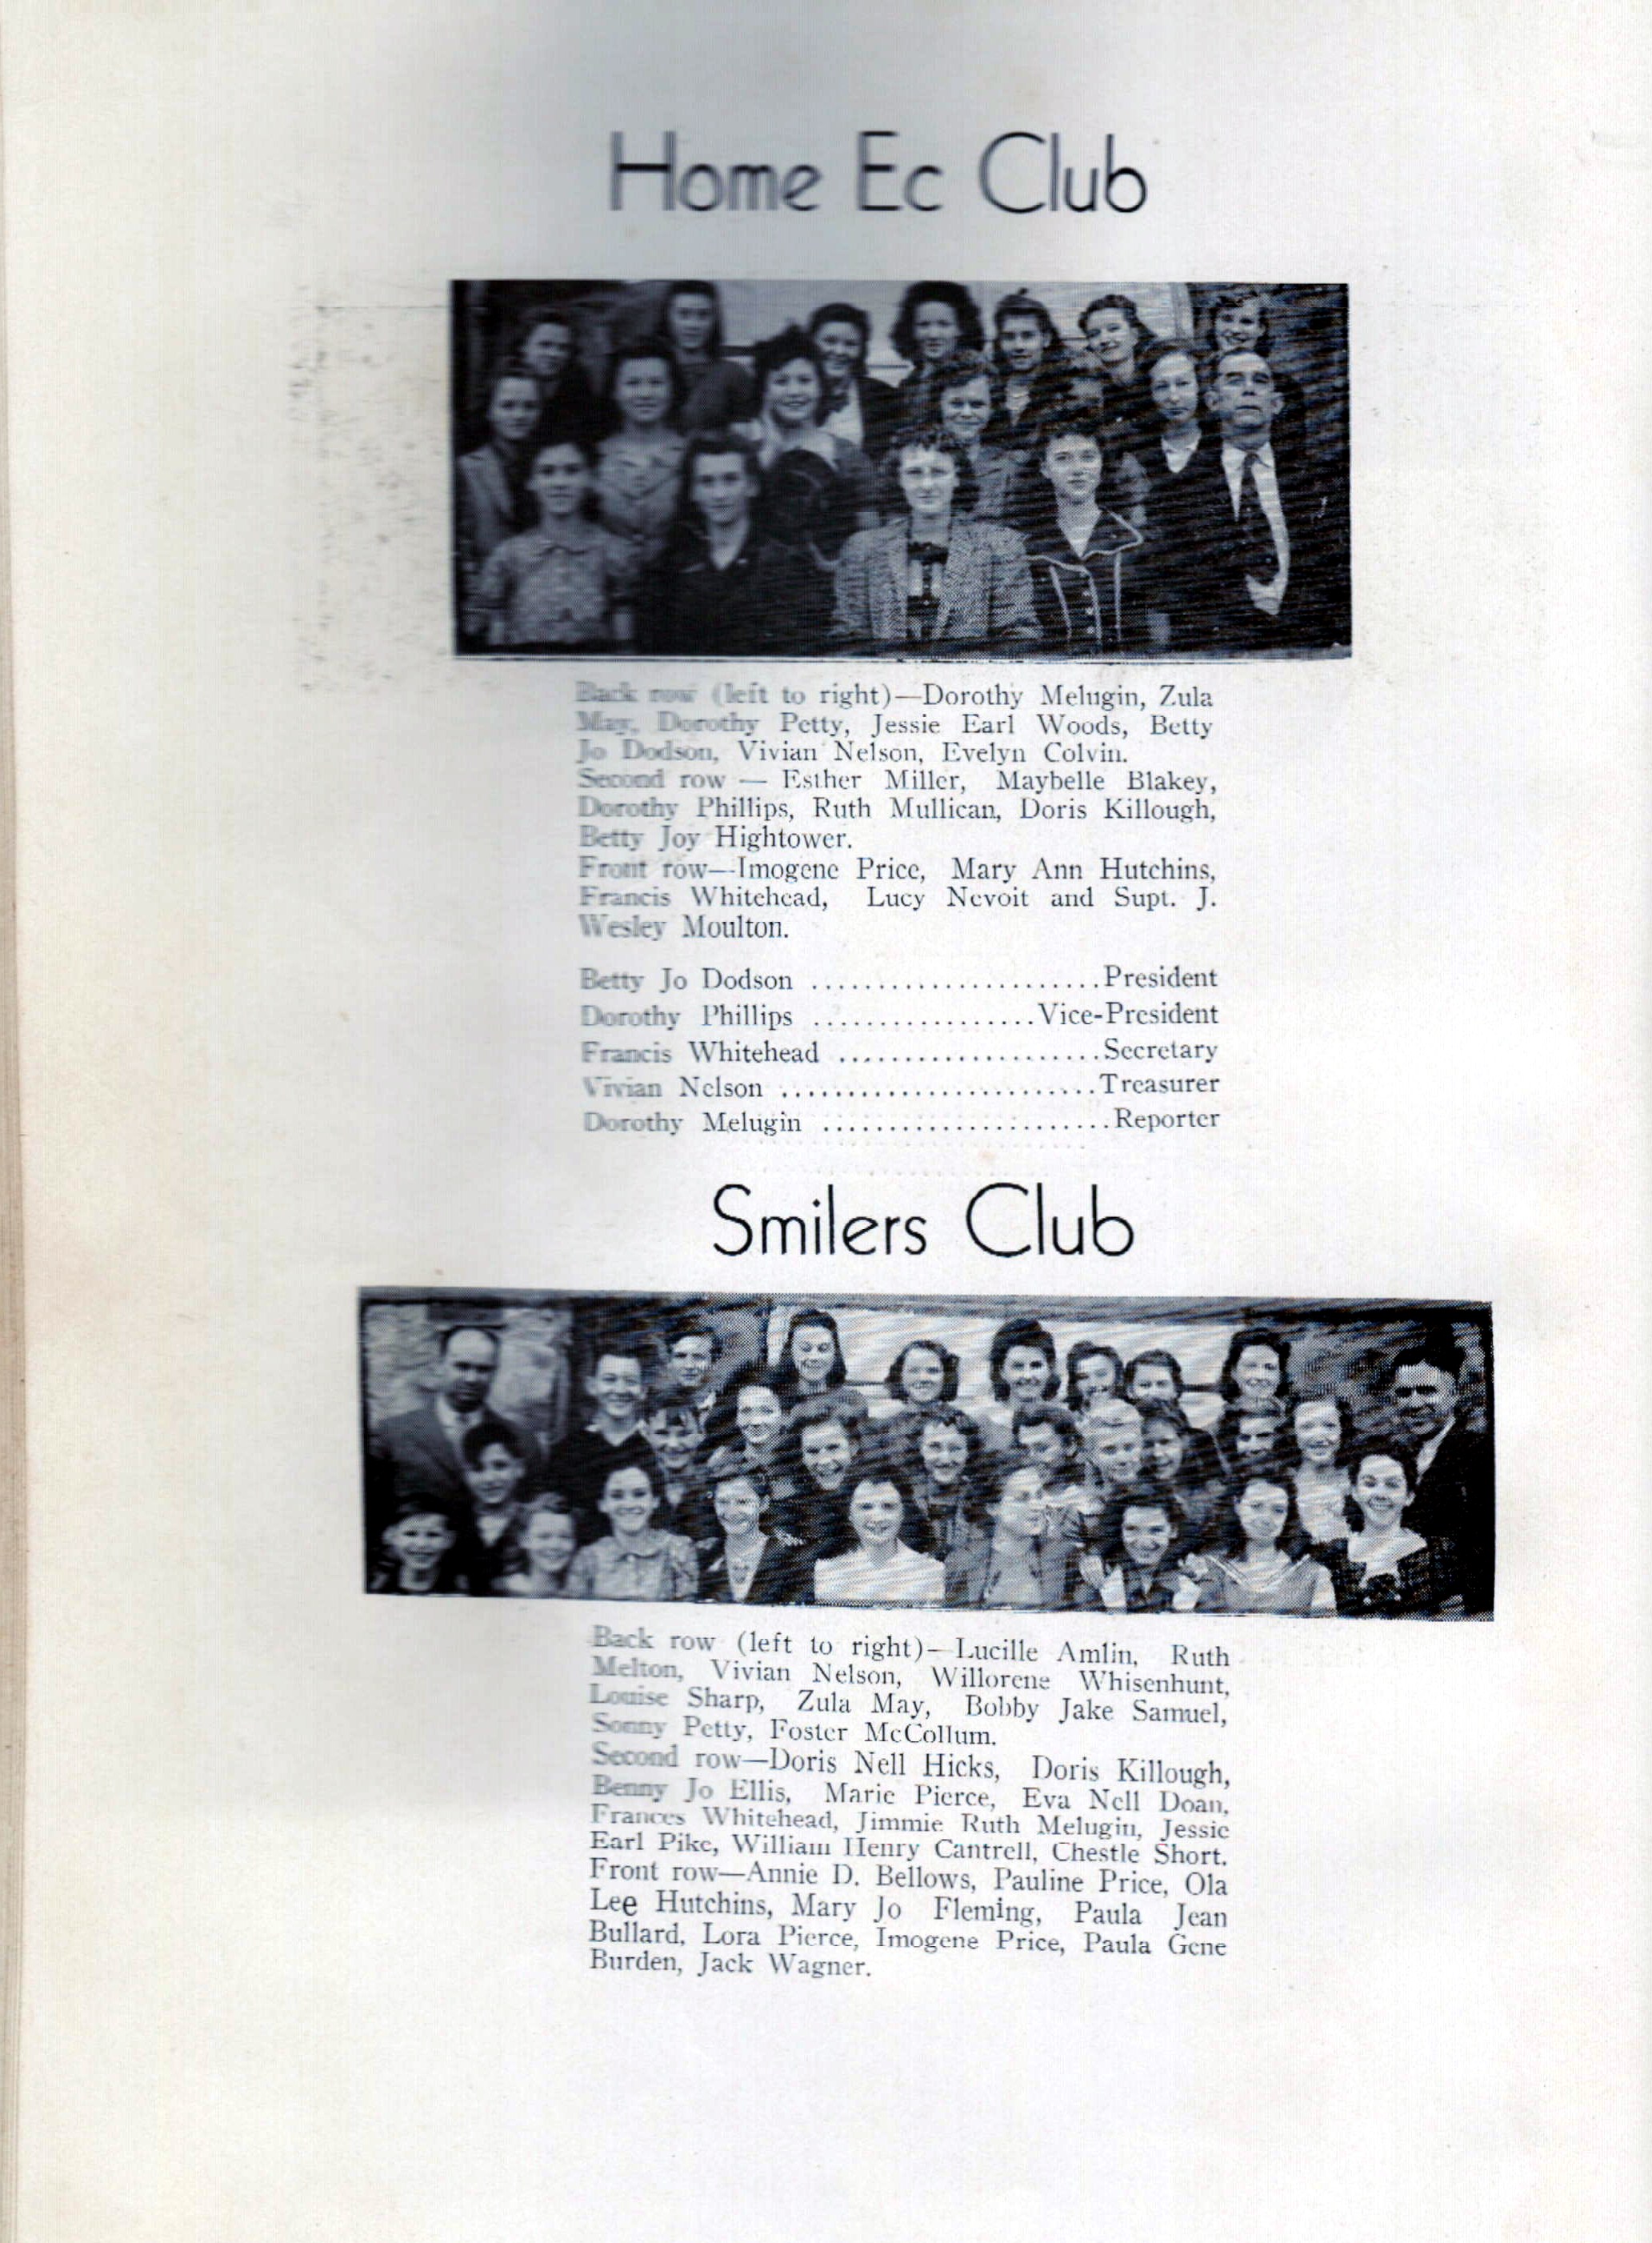 Home Ec Club
Back row (left to right)—Dorothy Melugin, Zula
May, Dorothy Petty, Jessie Earl Woods, Betty
Jo Dodson, Vivian Nelson, Evelyn Colvin.
Second row — Esther Miller, Maybelle Blakey,
Dorothy Phillips, Ruth Mullican, Doris Killough,
Betty Joy Hightower.
Front row—Imogene Price, Mary Ann Hutchins,
Francis Whitehead, Lucy Nevoit and Supt. J.
Wesley Moulton.
Betty Jo Dodson ......................President
Dorothy Phillips .................Vice-President
Francis Whitehead ....................Secretary
Vivian Nelson ........................Treasurer
Dorothy Melugin ......................Reporter
Smilers Club
Back row (left to right)—Lucille Amlin, Ruth
Melton, Vivian Nelson, Willorene Whisenhunt,
Louise Sharp, Zula May, Bobby Jake Samuel,
Sonny Petty, Foster McCollum.
Second row—Doris Nell Hicks, Doris Killough,
Benny Jo Ellis, Marie Pierce, Eva Nell Doan,
Frances Whitehead, Jimmie Ruth Melugin, Jessie
Earl Pike, William Henry Cantrell, Chestle Short.
Front row—Annie D. Bellows, Pauline Price, Ola
Lee Hutchins, Mary Jo Fleming, Paula Jean
Bullard, Lora Pierce, Imogene Price, Paula Gene
Burden, Jack Wagner.